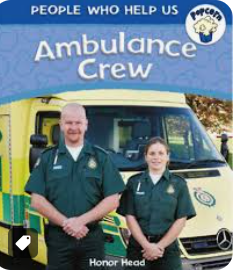 PEOPLE WHO HELP US
Popcorn
Ambulance
Crew
Honor Head